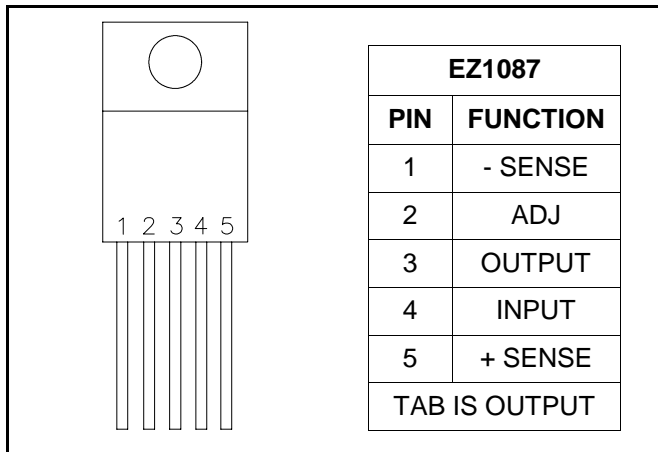 1 2 3 4 5
EZ1087
PIN FUNCTION
1 - SENSE
2 ADJ
3 OUTPUT
4 INPUT
5 + SENSE
TAB IS OUTPUT